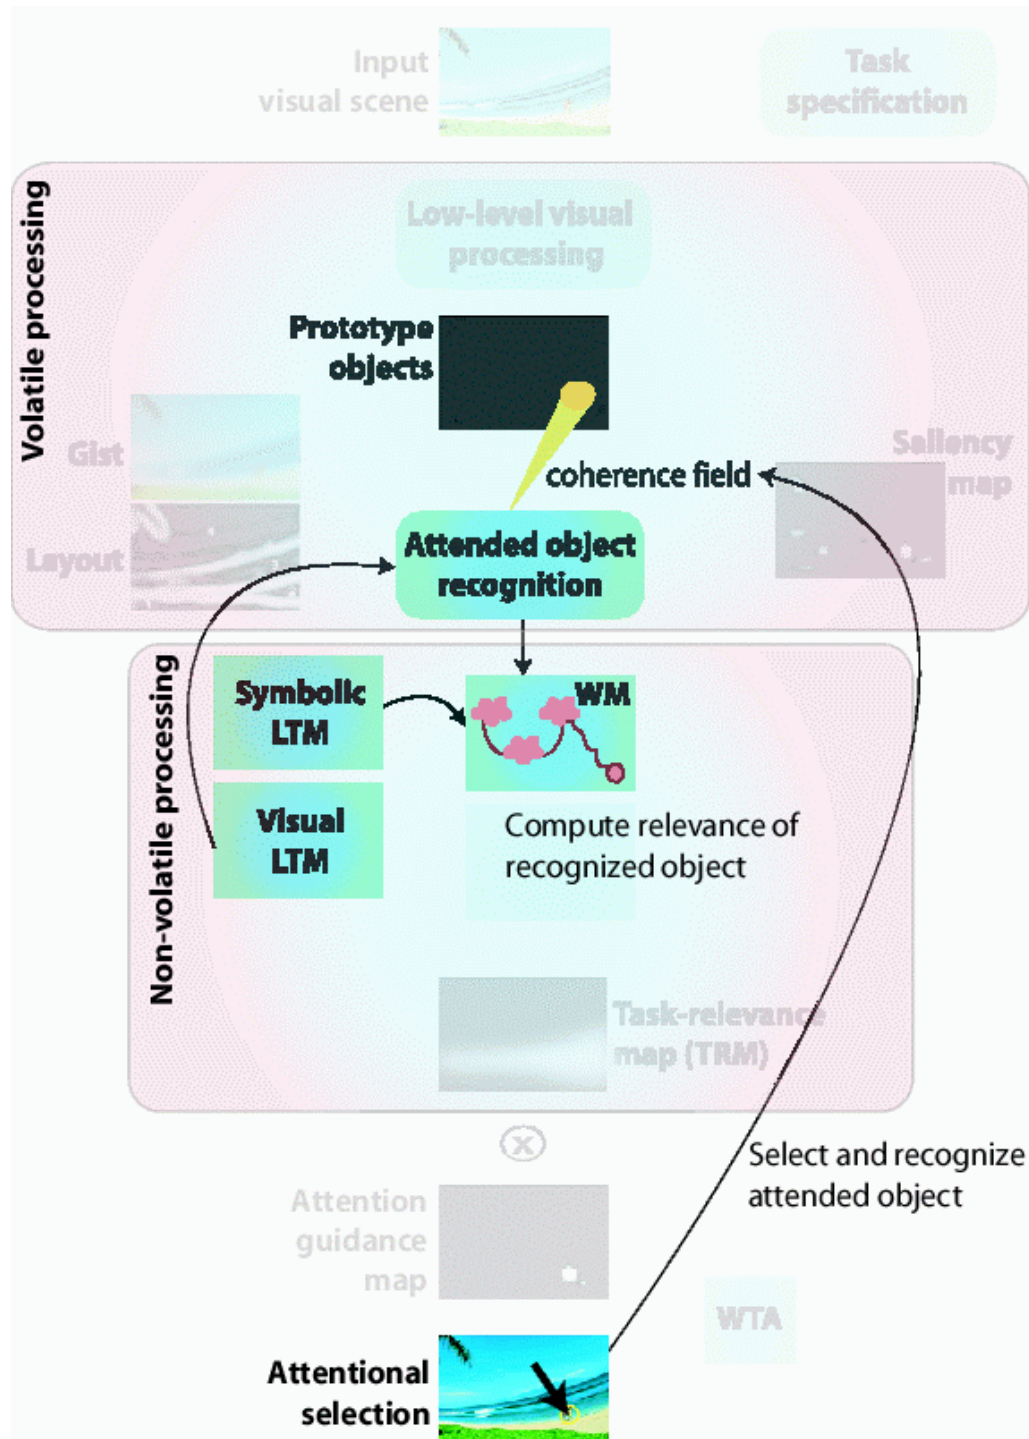 Input
visual scene
Task
specification
Volatile processing
Low-level visual
processing
Prototype
objects
Gist
Saliency
map
coherence field
Layout
Attended object
recognition
Non-volatile processing
Symbolic
LTM
WM
Visual
LTM
Compute relevance of
recognized object
Task-relevance
map (TRM)
X
Select and recognize
attended object
Attention
guidance
map
WTA
Attentional
selection